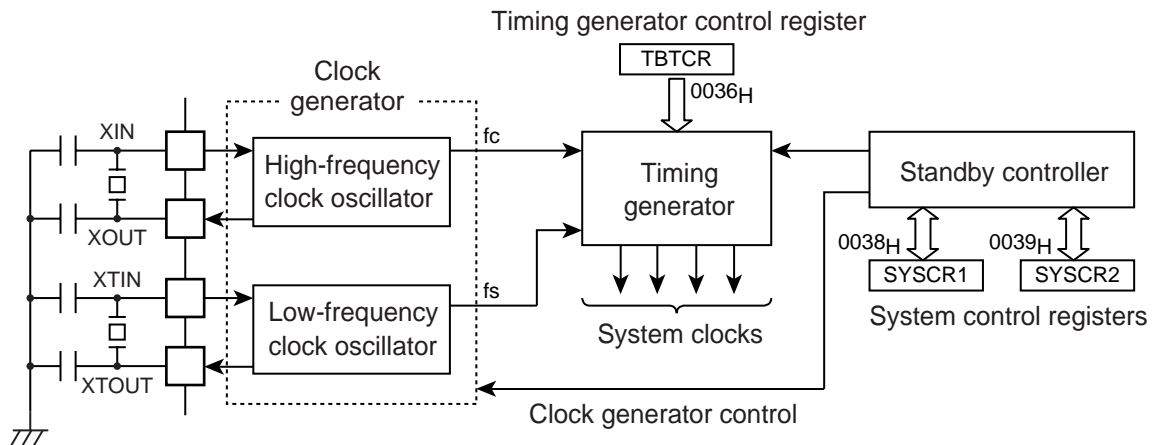 Timing generator control register
TBTCR
0036H
Clock
generator
XIN
High-frequency
clock oscillator
fc
Timing
generator
Standby controller
XOUT
0038H
0039H
SYSCR1
SYSCR2
System control registers
XTIN
Low-frequency
clock oscillator
fs
System clocks
XTOUT
Clock generator control